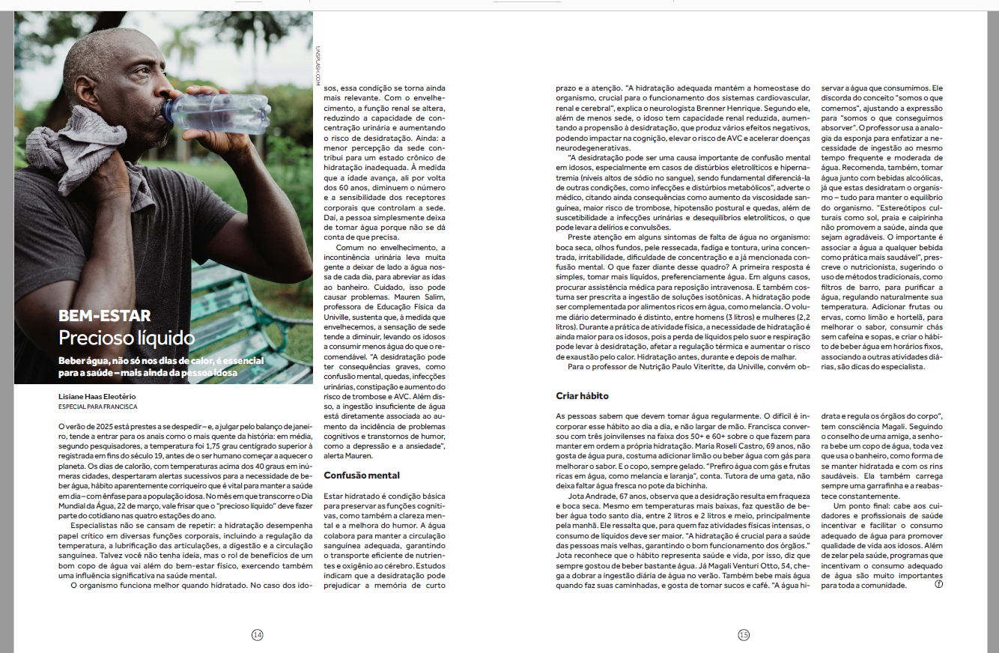 UNSPLASH.COM
BEM-ESTAR
Precioso líquido
Beber água, não só nos dias de calor, é essencial
para a saúde – mais ainda da pessoa idosa
Lisiane Haas Eleotério
ESPECIAL PARA FRANCISCA
O verão de 2025 está prestes a se despedir – e, a julgar pelo balanço de janei-
ro, tende a entrar para os anais como o mais quente da história: em média,
segundo pesquisadores, a temperatura foi 1,75 grau centígrado superior à
registrada em fins do século 19, antes de o ser humano começar a aquecer o
planeta. Os dias de calorão, com temperaturas acima dos 40 graus em inú-
meras cidades, despertaram alertas sucessivos para a necessidade de be-
ber água, hábito aparentemente corriqueiro que é vital para manter a saúde
em dia – com ênfase para a população idosa. No mês em que transcorre o Dia
Mundial da Água, 22 de março, vale frisar que o “precioso líquido” deve fazer
parte do cotidiano nas quatro estações do ano.
Especialistas não se cansam de repetir: a hidratação desempenha
papel crítico em diversas funções corporais, incluindo a regulação da
temperatura, a lubrificação das articulações, a digestão e a circulação
sanguínea. Talvez você não tenha ideia, mas o rol de benefícios de um
bom copo de água vai além do bem-estar físico, exercendo também
uma influência significativa na saúde mental.
O organismo funciona melhor quando hidratado. No caso dos ido-
sos, essa condição se torna ainda
mais relevante. Com o envelhe-
cimento, a função renal se altera,
reduzindo a capacidade de con-
centração urinária e aumentando
o risco de desidratação. Ainda: a
menor percepção da sede con-
tribui para um estado crônico de
hidratação inadequada. À medida
que a idade avança, ali por volta
dos 60 anos, diminuem o número
e a sensibilidade dos receptores
corporais que controlam a sede.
Daí, a pessoa simplesmente deixa
de tomar água porque não se dá
conta de que precisa.
Comum no envelhecimento, a
incontinência urinária leva muita
gente a deixar de lado a água nos-
sa de cada dia, para abreviar as idas
ao banheiro. Cuidado, isso pode
causar problemas. Mauren Salim,
professora de Educação Física da
Univille, sustenta que, à medida que
envelhecemos, a sensação de sede
tende a diminuir, levando os idosos
a consumir menos água do que o re-
comendável. “A desidratação pode
ter consequências graves, como
confusão mental, quedas, infecções
urinárias, constipação e aumento do
risco de trombose e AVC. Além dis-
so, a ingestão insuficiente de água
está diretamente associada ao au-
mento da incidência de problemas
cognitivos e transtornos de humor,
como a depressão e a ansiedade”,
alerta Mauren.
Confusão mental
Estar hidratado é condição básica
para preservar as funções cogniti-
vas, como também a clareza men-
tal e a melhora do humor. A água
colabora para manter a circulação
sanguínea adequada, garantindo
o transporte eficiente de nutrien-
tes e oxigênio ao cérebro. Estudos
indicam que a desidratação pode
prejudicar a memória de curto
14
prazo e a atenção. “A hidratação adequada mantém a homeostase do
organismo, crucial para o funcionamento dos sistemas cardiovascular,
renal e cerebral”, explica o neurologista Brenner Henrique. Segundo ele,
além de menos sede, o idoso tem capacidade renal reduzida, aumen-
tando a propensão à desidratação, que produz vários efeitos negativos,
podendo impactar na cognição, elevar o risco de AVC e acelerar doenças
neurodegenerativas.
“A desidratação pode ser uma causa importante de confusão mental
em idosos, especialmente em casos de distúrbios eletrolíticos e hiperna-
tremia (níveis altos de sódio no sangue), sendo fundamental diferenciá-la
de outras condições, como infecções e distúrbios metabólicos”, adverte o
médico, citando ainda consequências como aumento da viscosidade san-
guínea, maior risco de trombose, hipotensão postural e quedas, além de
suscetibilidade a infecções urinárias e desequilíbrios eletrolíticos, o que
pode levar a delírios e convulsões.
Preste atenção em alguns sintomas de falta de água no organismo:
boca seca, olhos fundos, pele ressecada, fadiga e tontura, urina concen-
trada, irritabilidade, dificuldade de concentração e a já mencionada con-
fusão mental. O que fazer diante desse quadro? A primeira resposta é
simples, tomar mais líquidos, preferenciamente água. Em alguns casos,
procurar assistência médica para reposição intravenosa. E também cos-
tuma ser prescrita a ingestão de soluções isotônicas. A hidratação pode
ser complementada por alimentos ricos em água, como melancia. O volu-
me diário determinado é distinto, entre homens (3 litros) e mulheres (2,2
litros). Durante a prática de atividade física, a necessidade de hidratação é
ainda maior para os idosos, pois a perda de líquidos pelo suor e respiração
pode levar à desidratação, afetar a regulação térmica e aumentar o risco
de exaustão pelo calor. Hidratação antes, durante e depois de malhar.
Para o professor de Nutrição Paulo Viteritte, da Univille, convém ob-
servar a água que consumimos. Ele
discorda do conceito “somos o que
comemos”, ajustando a expressão
para “somos o que conseguimos
absorver”. O professor usa a analo-
gia da esponja para enfatizar a ne-
cessidade de ingestão ao mesmo
tempo frequente e moderada de
água. Recomenda, também, tomar
água junto com bebidas alcoólicas,
já que estas desidratam o organis-
mo – tudo para manter o equilíbrio
do organismo. “Estereótipos cul-
turais como sol, praia e caipirinha
não promovem a saúde, ainda que
sejam agradáveis. O importante é
associar a água a qualquer bebida
como prática mais saudável”, pres-
creve o nutricionista, sugerindo o
uso de métodos tradicionais, como
filtros de barro, para purificar a
água, regulando naturalmente sua
temperatura. Adicionar frutas ou
ervas, como limão e hortelã, para
melhorar o sabor, consumir chás
sem cafeína e sopas, e criar o hábi-
to de beber água em horários fixos,
associando a outras atividades diá-
rias, são dicas do especialista.
Criar hábito
As pessoas sabem que devem tomar água regularmente. O difícil é in-
corporar esse hábito ao dia a dia, e não largar de mão. Francisca conver-
sou com três joinvilenses na faixa dos 50+ e 60+ sobre o que fazem para
manter em ordem a própria hidratação. Maria Roseli Castro, 69 anos, não
gosta de água pura, costuma adicionar limão ou beber água com gás para
melhorar o sabor. E o copo, sempre gelado. “Prefiro água com gás e frutas
ricas em água, como melancia e laranja”, conta. Tutora de uma gata, não
deixa faltar água fresca no pote da bichinha.
Jota Andrade, 67 anos, observa que a desidração resulta em fraqueza
e boca seca. Mesmo em temperaturas mais baixas, faz questão de be-
ber água todo santo dia, entre 2 litros e 2 litros e meio, principalmente
pela manhã. Ele ressalta que, para quem faz atividades físicas intensas, o
consumo de líquidos deve ser maior. “A hidratação é crucial para a saúde
das pessoas mais velhas, garantindo o bom funcionamento dos órgãos.”
Jota reconhece que o hábito representa saúde e vida, por isso, diz que
sempre gostou de beber bastante água. Já Magali Venturi Otto, 54, che-
ga a dobrar a ingestão diária de água no verão. Também bebe mais água
quando faz suas caminhadas, e gosta de tomar sucos e café. “A água hi-
drata e regula os órgãos do corpo”,
tem consciência Magali. Seguindo
o conselho de uma amiga, a senho-
ra bebe um copo de água, toda vez
que usa o banheiro, como forma de
se manter hidratada e com os rins
saudáveis. Ela também carrega
sempre uma garrafinha e a reabas-
tece constantemente.
Um ponto final: cabe aos cui-
dadores e profissionais de saúde
incentivar e facilitar o consumo
adequado de água para promover
qualidade de vida aos idosos. Além
de zelar pela saúde, programas que
incentivam o consumo adequado
de água são muito importantes
para toda a comunidade. f
15